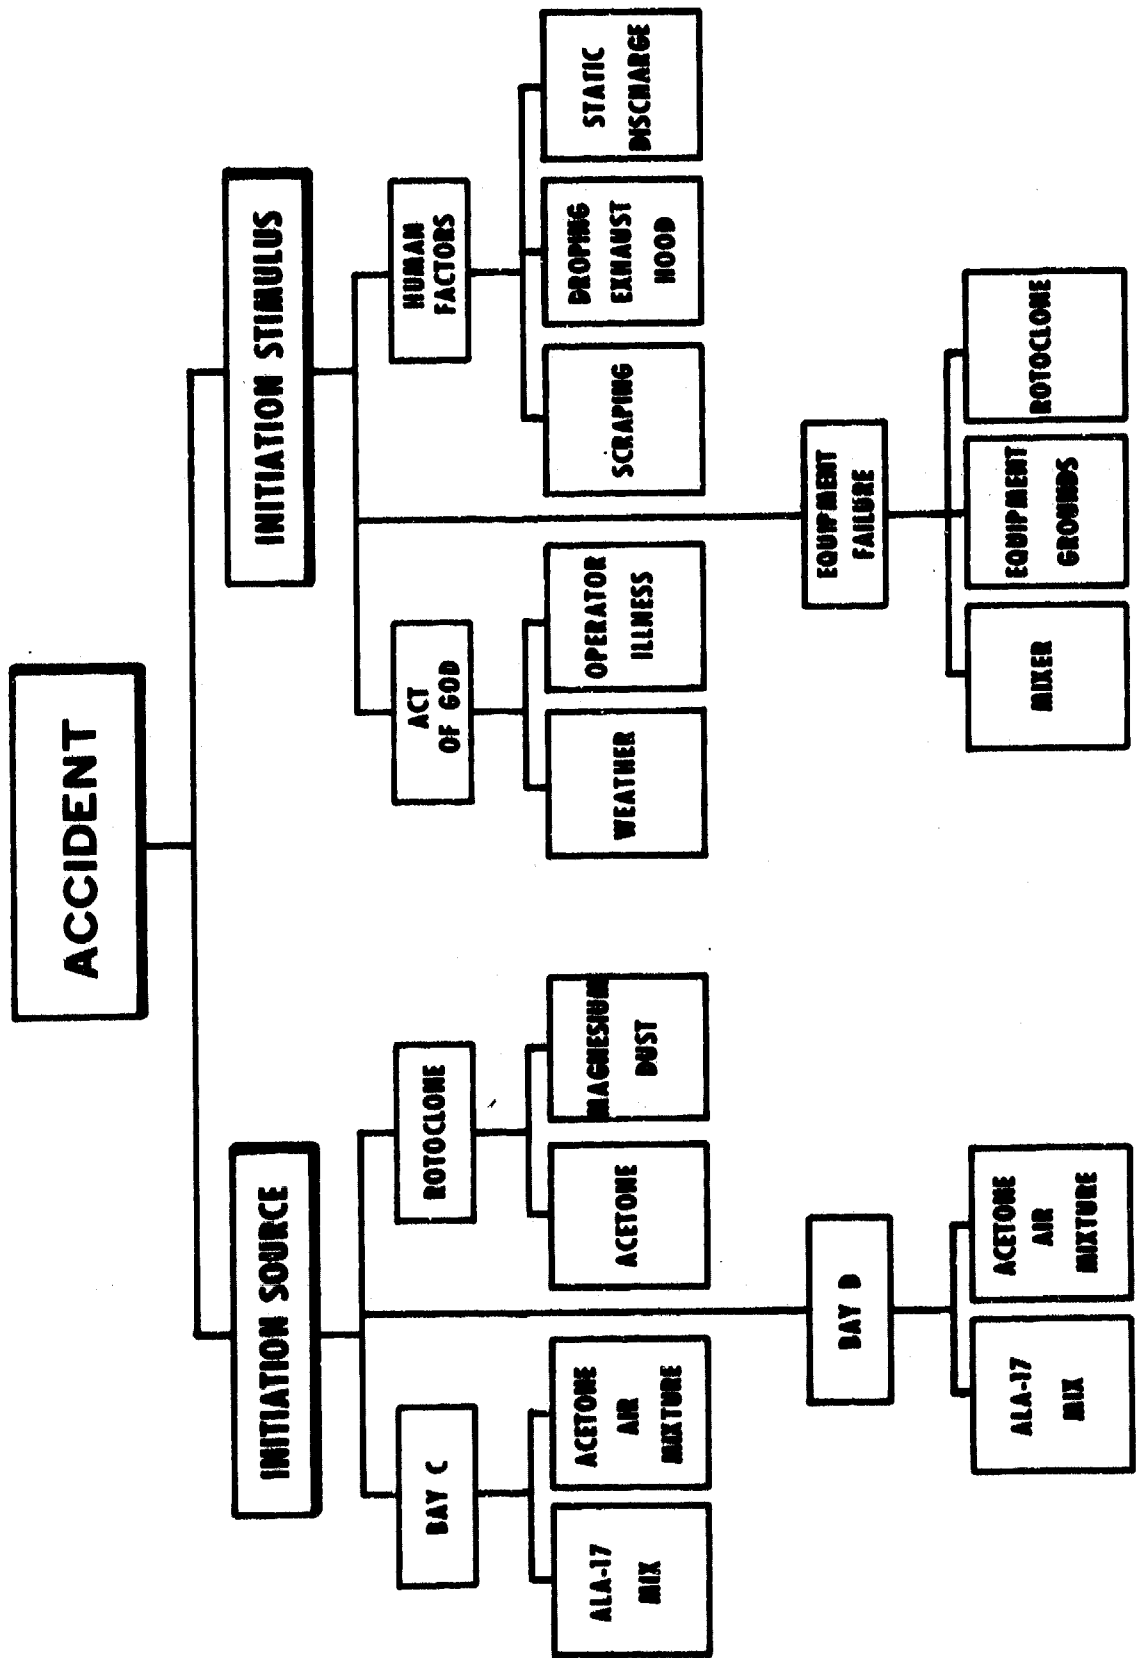 ACCIDENT
INITIATION SOURCE
INITIATION STIMULUS
BAY C
ROTOCLONE
ACT
OF GOD
HUMAN
FACTORS
ALA-17
MIX
ACETONE
AIR
MIXTURE
ACETONE
MAGNESIUM
DUST
WEATHER
OPERATOR
ILLNESS
SCRAPING
DROPING
EXHAUST
HOOD
STATIC
DISCHARGE
BAY D
EQUIPMENT
FAILURE
ALA-17
MIX
ACETONE
AIR
MIXTURE
MIXER
EQUIPMENT
GROUNDS
ROTOCLONE